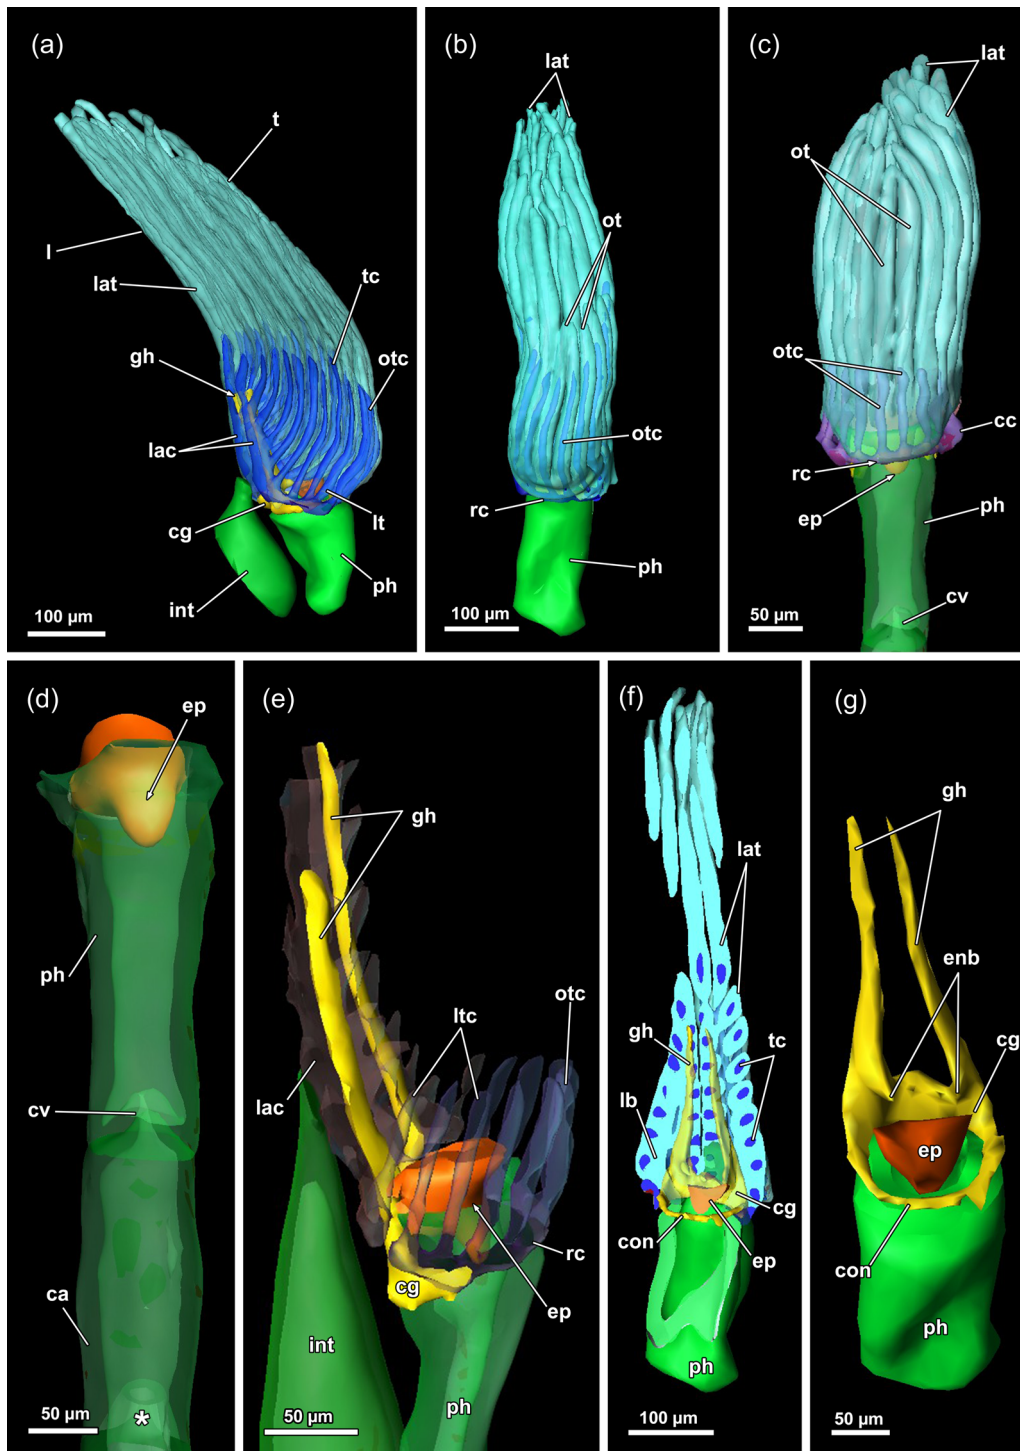 (a)
t
l
lat
tc
gh
otc
lac
cg
lt
int
ph
100 µm
(b)
lat
ot
otc
rc
ph
100 µm
(c)
lat
ot
otc
cc
rc
ep
ph
cv
50 µm
(d)
ep
ph
cv
ca
50 µm
*
(e)
gh
otc
ltc
lac
rc
cg
ep
int
ph
50 µm
(f)
lat
gh
tc
lb
cg
con
ep
ph
100 µm
(g)
gh
enb
cg
ep
con
ph
50 µm